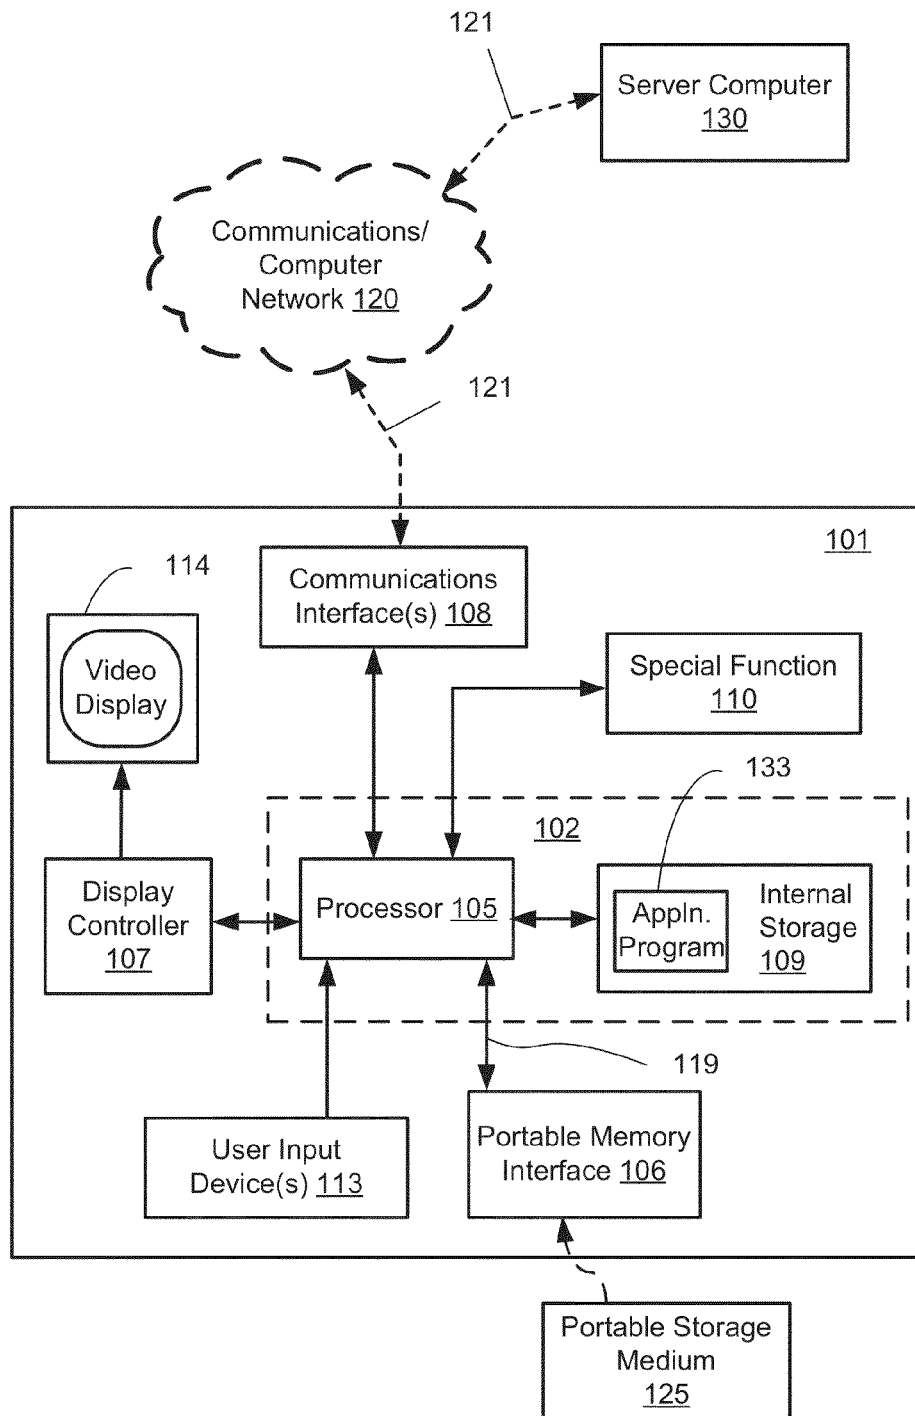 121
Server Computer
130
Communications/
Computer
Network 120
121
101
114
Communications
Interface(s) 108
Video
Display
Special Function
110
133
102
Display
Controller
107
Processor 105
Appln.
Program
Internal
Storage
109
119
User Input
Device(s) 113
Portable Memory
Interface 106
Portable Storage
Medium
125